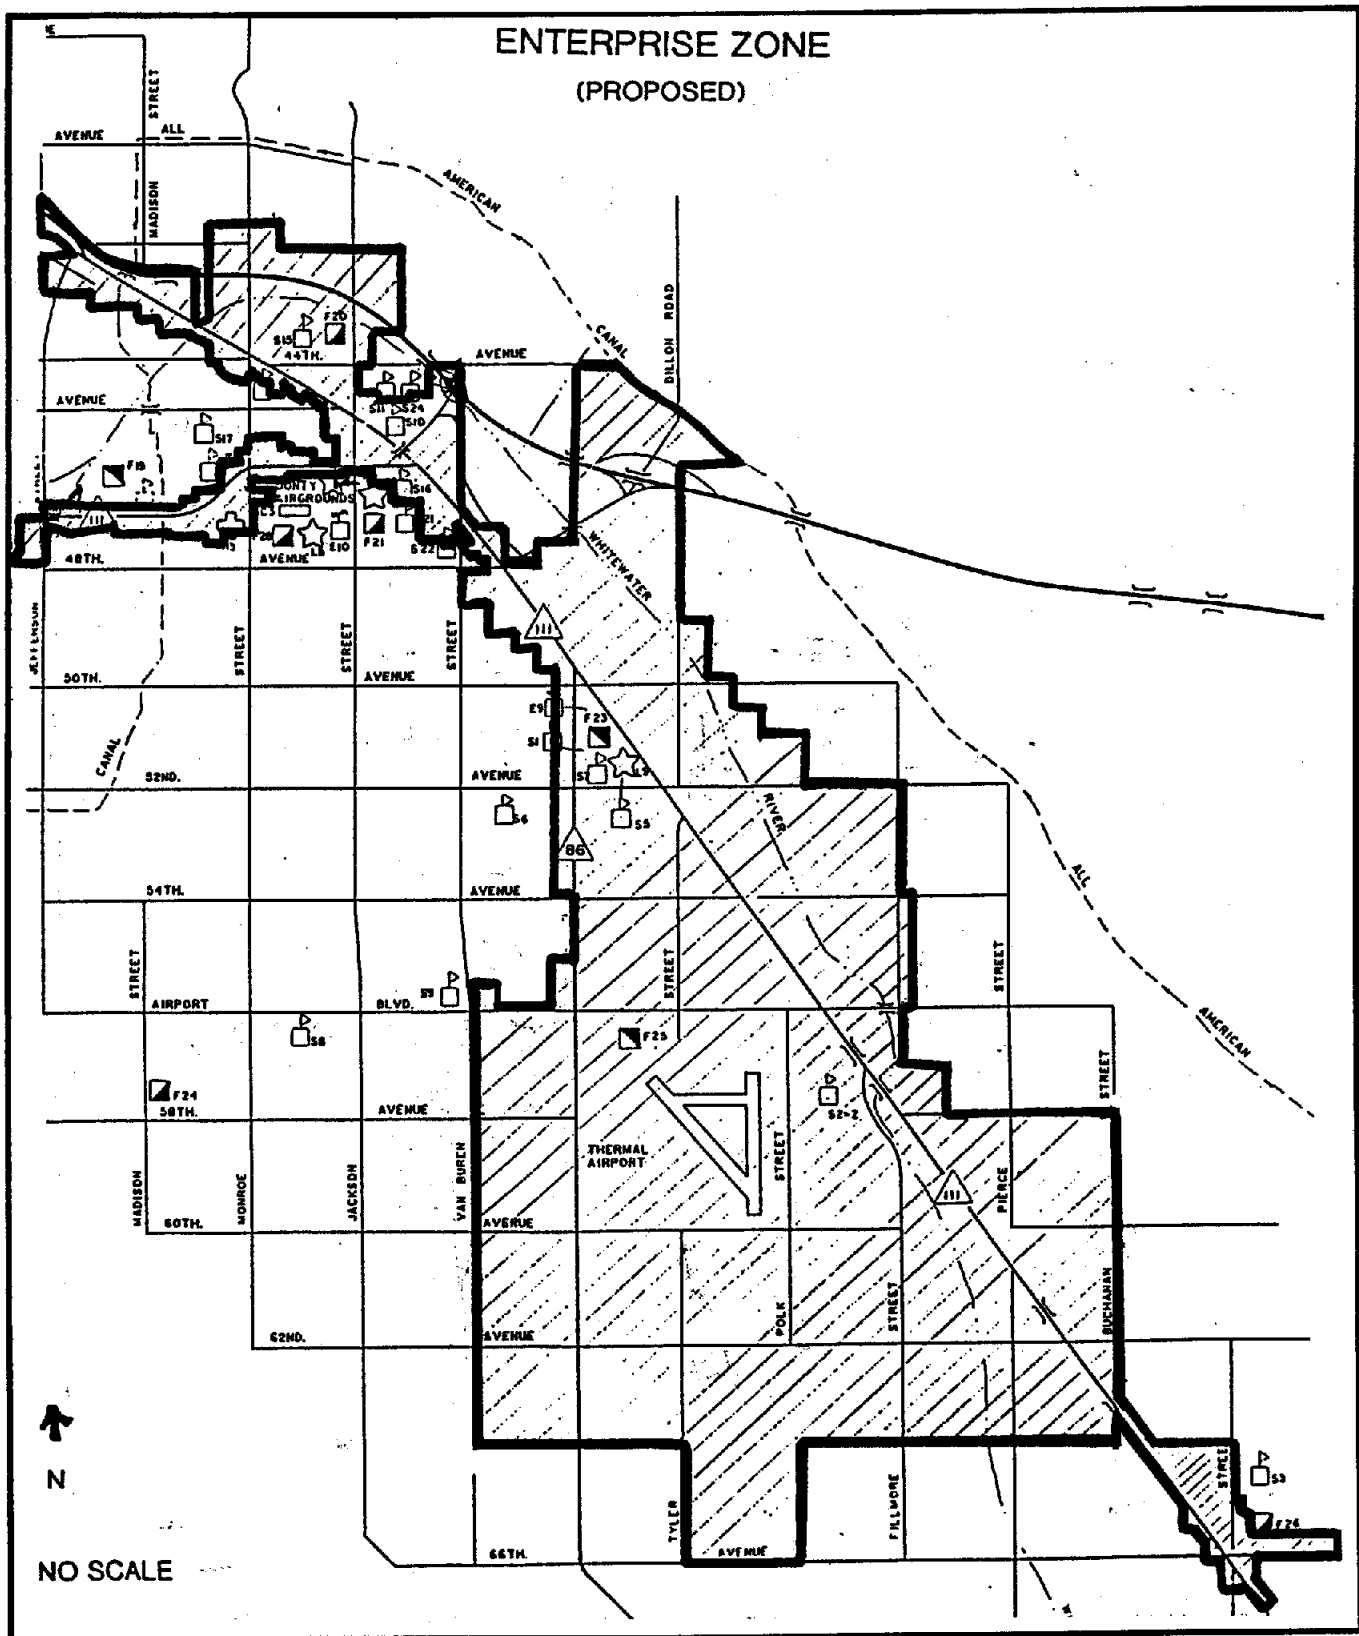 ENTERPRISE ZONE
(PROPOSED)
STREET
AVENUE
ALL
AMERICAN
MADISON
DILLON ROAD
CANAL
F20
S15
44TH.
AVENUE
AVENUE
S11
S24
S10
S17
F19
S16
111
F21
L8
E10
S22
48TH.
AVENUE
WHITEWATER
111
JEFFERSON
STREET
STREET
STREET
50TH.
AVENUE
E9
F23
S1
CANAL
52ND.
AVENUE
S7
RIVER
S6
S5
86
ALL
54TH.
AVENUE
STREET
STREET
STREET
S9
AIRPORT
BLVD.
AMERICAN
S8
F25
STREET
F24
58TH.
AVENUE
S2-2
THERMAL
AIRPORT
STREET
111
PIERCE
MADISON
MONROE
JACKSON
VAN BUREN
60TH.
AVENUE
POLK
STREET
BUCHANAN
62ND.
AVENUE
N
S3
FILLMORE
TYLER
F26
66TH.
AVENUE
NO SCALE